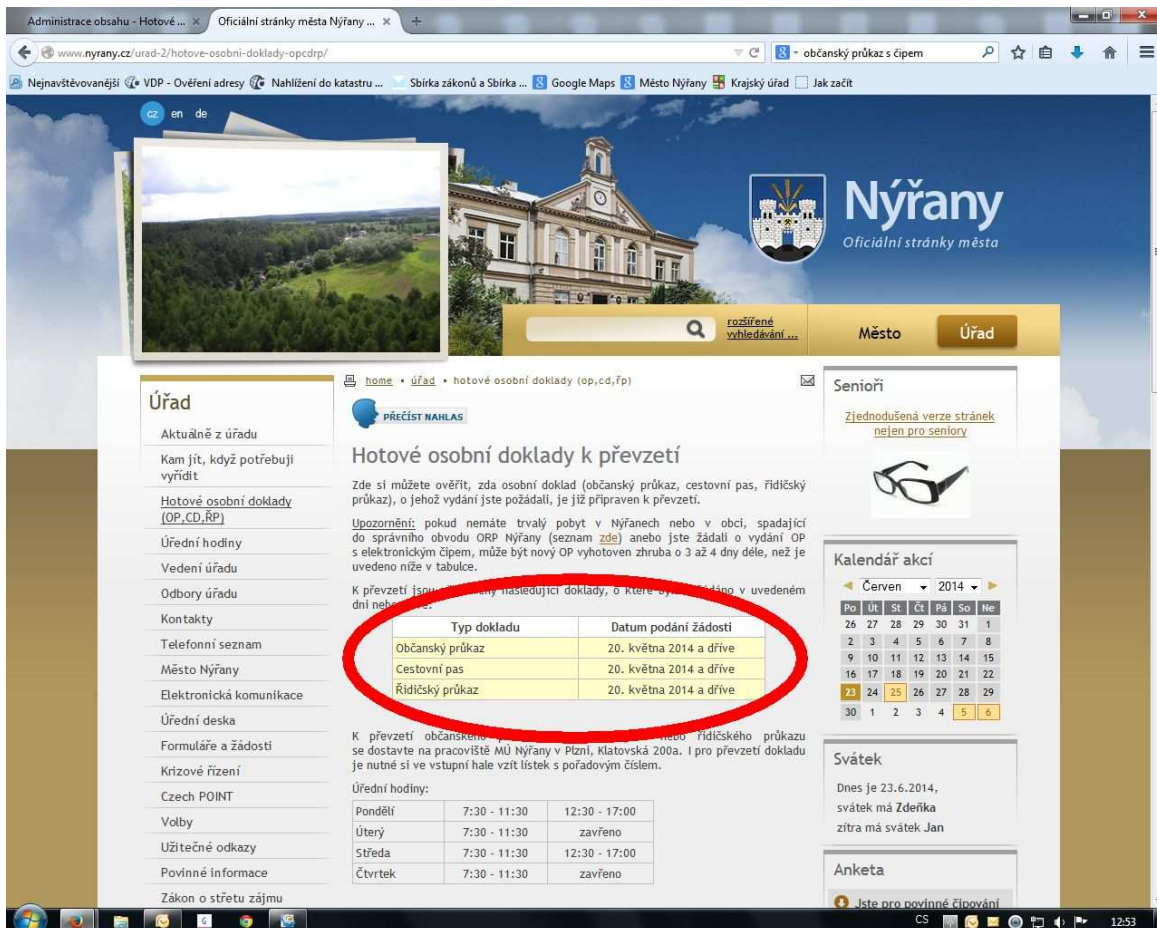 Administrace obsahu - Hotové ... ×
Oficiální stránky města Nýřany ... × +
www.nyrany.cz/urad-2/hotove-osobni-doklady-opcdrp/
občanský průkaz s čipem
Nejnavštěvovanější VDP - Ověření adresy Nahlížení do katastru ... Sbírka zákonů a Sbírka ... Google Maps Město Nýřany Krajský úřad Jak začít
cz en de
Nýřany
Oficiální stránky města
rozšířené
vyhledávání ...
Město
Úřad
Úřad
Aktuálně z úřadu
Kam jít, když potřebuji
vyřídit
Hotové osobní doklady
(OP,CD,ŘP)
Úřední hodiny
Vedení úřadu
Odbory úřadu
Kontakty
Telefonní seznam
Město Nýřany
Elektronická komunikace
Úřední deska
Formuláře a žádosti
Krizové řízení
Czech POINT
Volby
Užitečné odkazy
Povinné informace
Zákon o střetu zájmu
home • úřad • hotové osobní doklady (op,cd,řp)
PŘEČÍST NAHLAS
Hotové osobní doklady k převzetí
Zde si můžete ověřit, zda osobní doklad (občanský průkaz, cestovní pas, řidičský
průkaz), o jehož vydání jste požádali, je již připraven k převzetí.
Upozornění: pokud nemáte trvalý pobyt v Nýřanech nebo v obci, spadající
do správního obvodu ORP Nýřany (seznam zde) anebo jste žádali o vydání OP
s elektronickým čipem, může být nový OP vyhotoven zhruba o 3 až 4 dny déle, než je
uvedeno níže v tabulce.
K převzetí jsou následující doklady, o které v uvedeném
dni
Typ dokladu Datum podání žádosti
Občanský průkaz 20. května 2014 a dříve
Cestovní pas 20. května 2014 a dříve
Řidičský průkaz 20. května 2014 a dříve
K převzetí občanského nebo řidičského průkazu
se dostavte na pracoviště MÚ Nýřany v Plzni, Klatovská 200a. I pro převzetí dokladu
je nutné si ve vstupní hale vzít lístek s pořadovým číslem.
Úřední hodiny:
Pondělí 7:30 - 11:30 12:30 - 17:00
Úterý 7:30 - 11:30 zavřeno
Středa 7:30 - 11:30 12:30 - 17:00
Čtvrtek 7:30 - 11:30 zavřeno
Senioři
Zjednodušená verze stránek
nejen pro seniory
Kalendář akcí
Červen 2014
Po Út St Čt Pá So Ne
26 27 28 29 30 31 1
2 3 4 5 6 7 8
9 10 11 12 13 14 15
16 17 18 19 20 21 22
23 24 25 26 27 28 29
30 1 2 3 4 5 6
Svátek
Dnes je 23.6.2014,
svátek má Zdeňka
zítra má svátek Jan
Anketa
Jste pro povinné čipování
CS 12:53